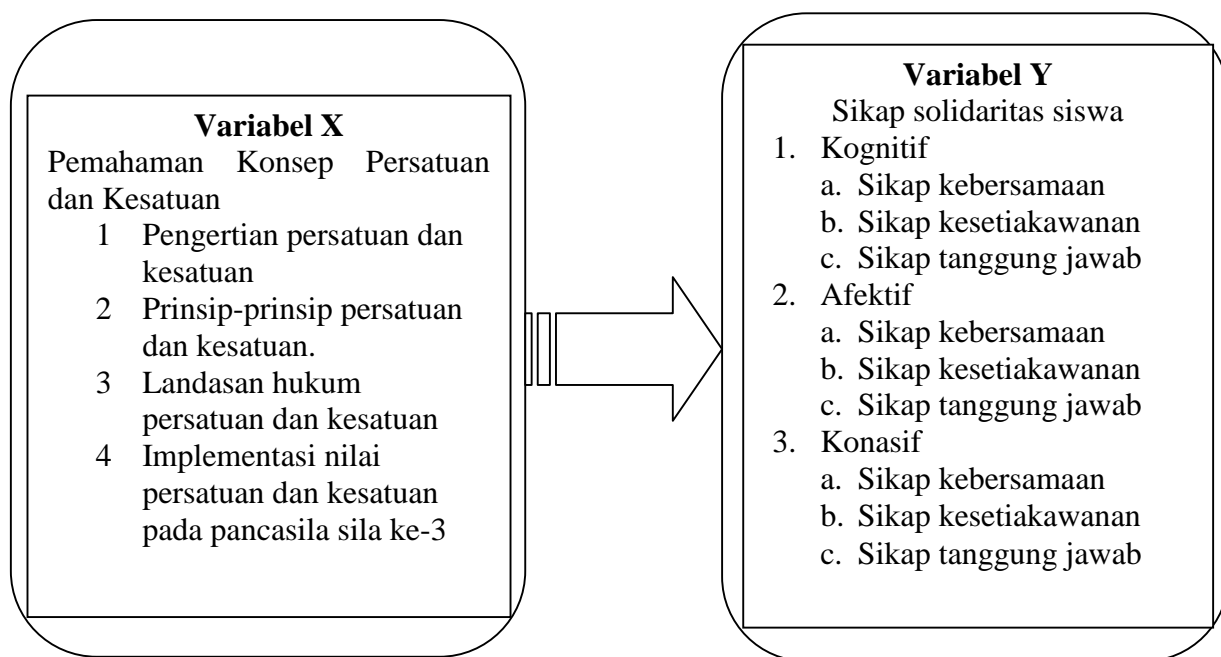 Variabel X
Pemahaman Konsep Persatuan
dan Kesatuan
1 Pengertian persatuan dan
kesatuan
2 Prinsip-prinsip persatuan
dan kesatuan.
3 Landasan hukum
persatuan dan kesatuan
4 Implementasi nilai
persatuan dan kesatuan
pada pancasila sila ke-3
Variabel Y
Sikap solidaritas siswa
1. Kognitif
a. Sikap kebersamaan
b. Sikap kesetiakawanan
c. Sikap tanggung jawab
2. Afektif
a. Sikap kebersamaan
b. Sikap kesetiakawanan
c. Sikap tanggung jawab
3. Konasif
a. Sikap kebersamaan
b. Sikap kesetiakawanan
c. Sikap tanggung jawab